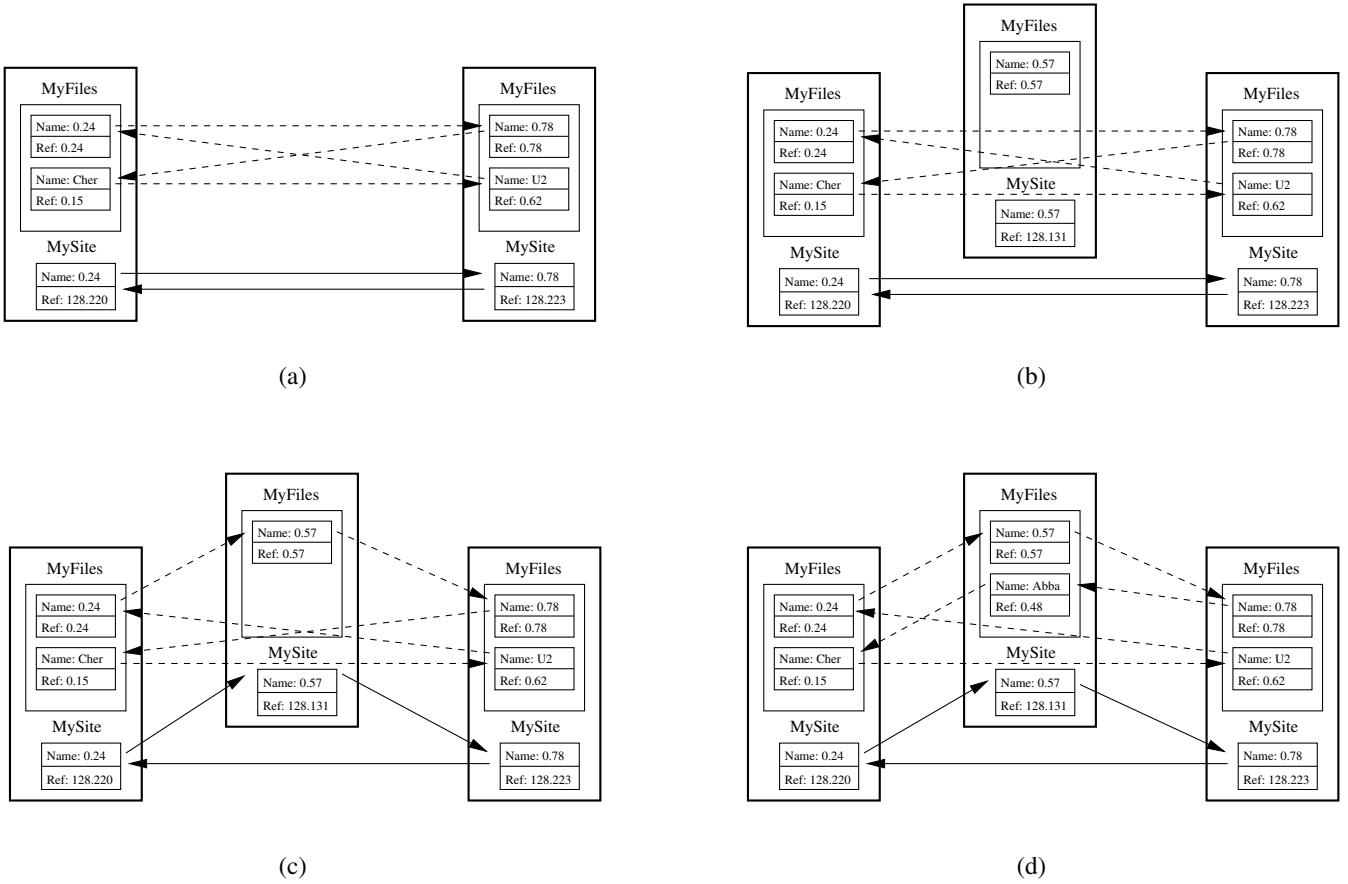 MyFiles
Name: 0.24
Ref: 0.24
Name: Cher
Ref: 0.15
MySite
Name: 0.24
Ref: 128.220
MyFiles
Name: 0.78
Ref: 0.78
Name: U2
Ref: 0.62
MySite
Name: 0.78
Ref: 128.223
(a)
MyFiles
Name: 0.24
Ref: 0.24
Name: Cher
Ref: 0.15
MySite
Name: 0.24
Ref: 128.220
MyFiles
Name: 0.57
Ref: 0.57
MySite
Name: 0.57
Ref: 128.131
MyFiles
Name: 0.78
Ref: 0.78
Name: U2
Ref: 0.62
MySite
Name: 0.78
Ref: 128.223
(b)
MyFiles
Name: 0.24
Ref: 0.24
Name: Cher
Ref: 0.15
MySite
Name: 0.24
Ref: 128.220
MyFiles
Name: 0.57
Ref: 0.57
MySite
Name: 0.57
Ref: 128.131
MyFiles
Name: 0.78
Ref: 0.78
Name: U2
Ref: 0.62
MySite
Name: 0.78
Ref: 128.223
(c)
MyFiles
Name: 0.24
Ref: 0.24
Name: Cher
Ref: 0.15
MySite
Name: 0.24
Ref: 128.220
MyFiles
Name: 0.57
Ref: 0.57
Name: Abba
Ref: 0.48
MySite
Name: 0.57
Ref: 128.131
MyFiles
Name: 0.78
Ref: 0.78
Name: U2
Ref: 0.62
MySite
Name: 0.78
Ref: 128.223
(d)